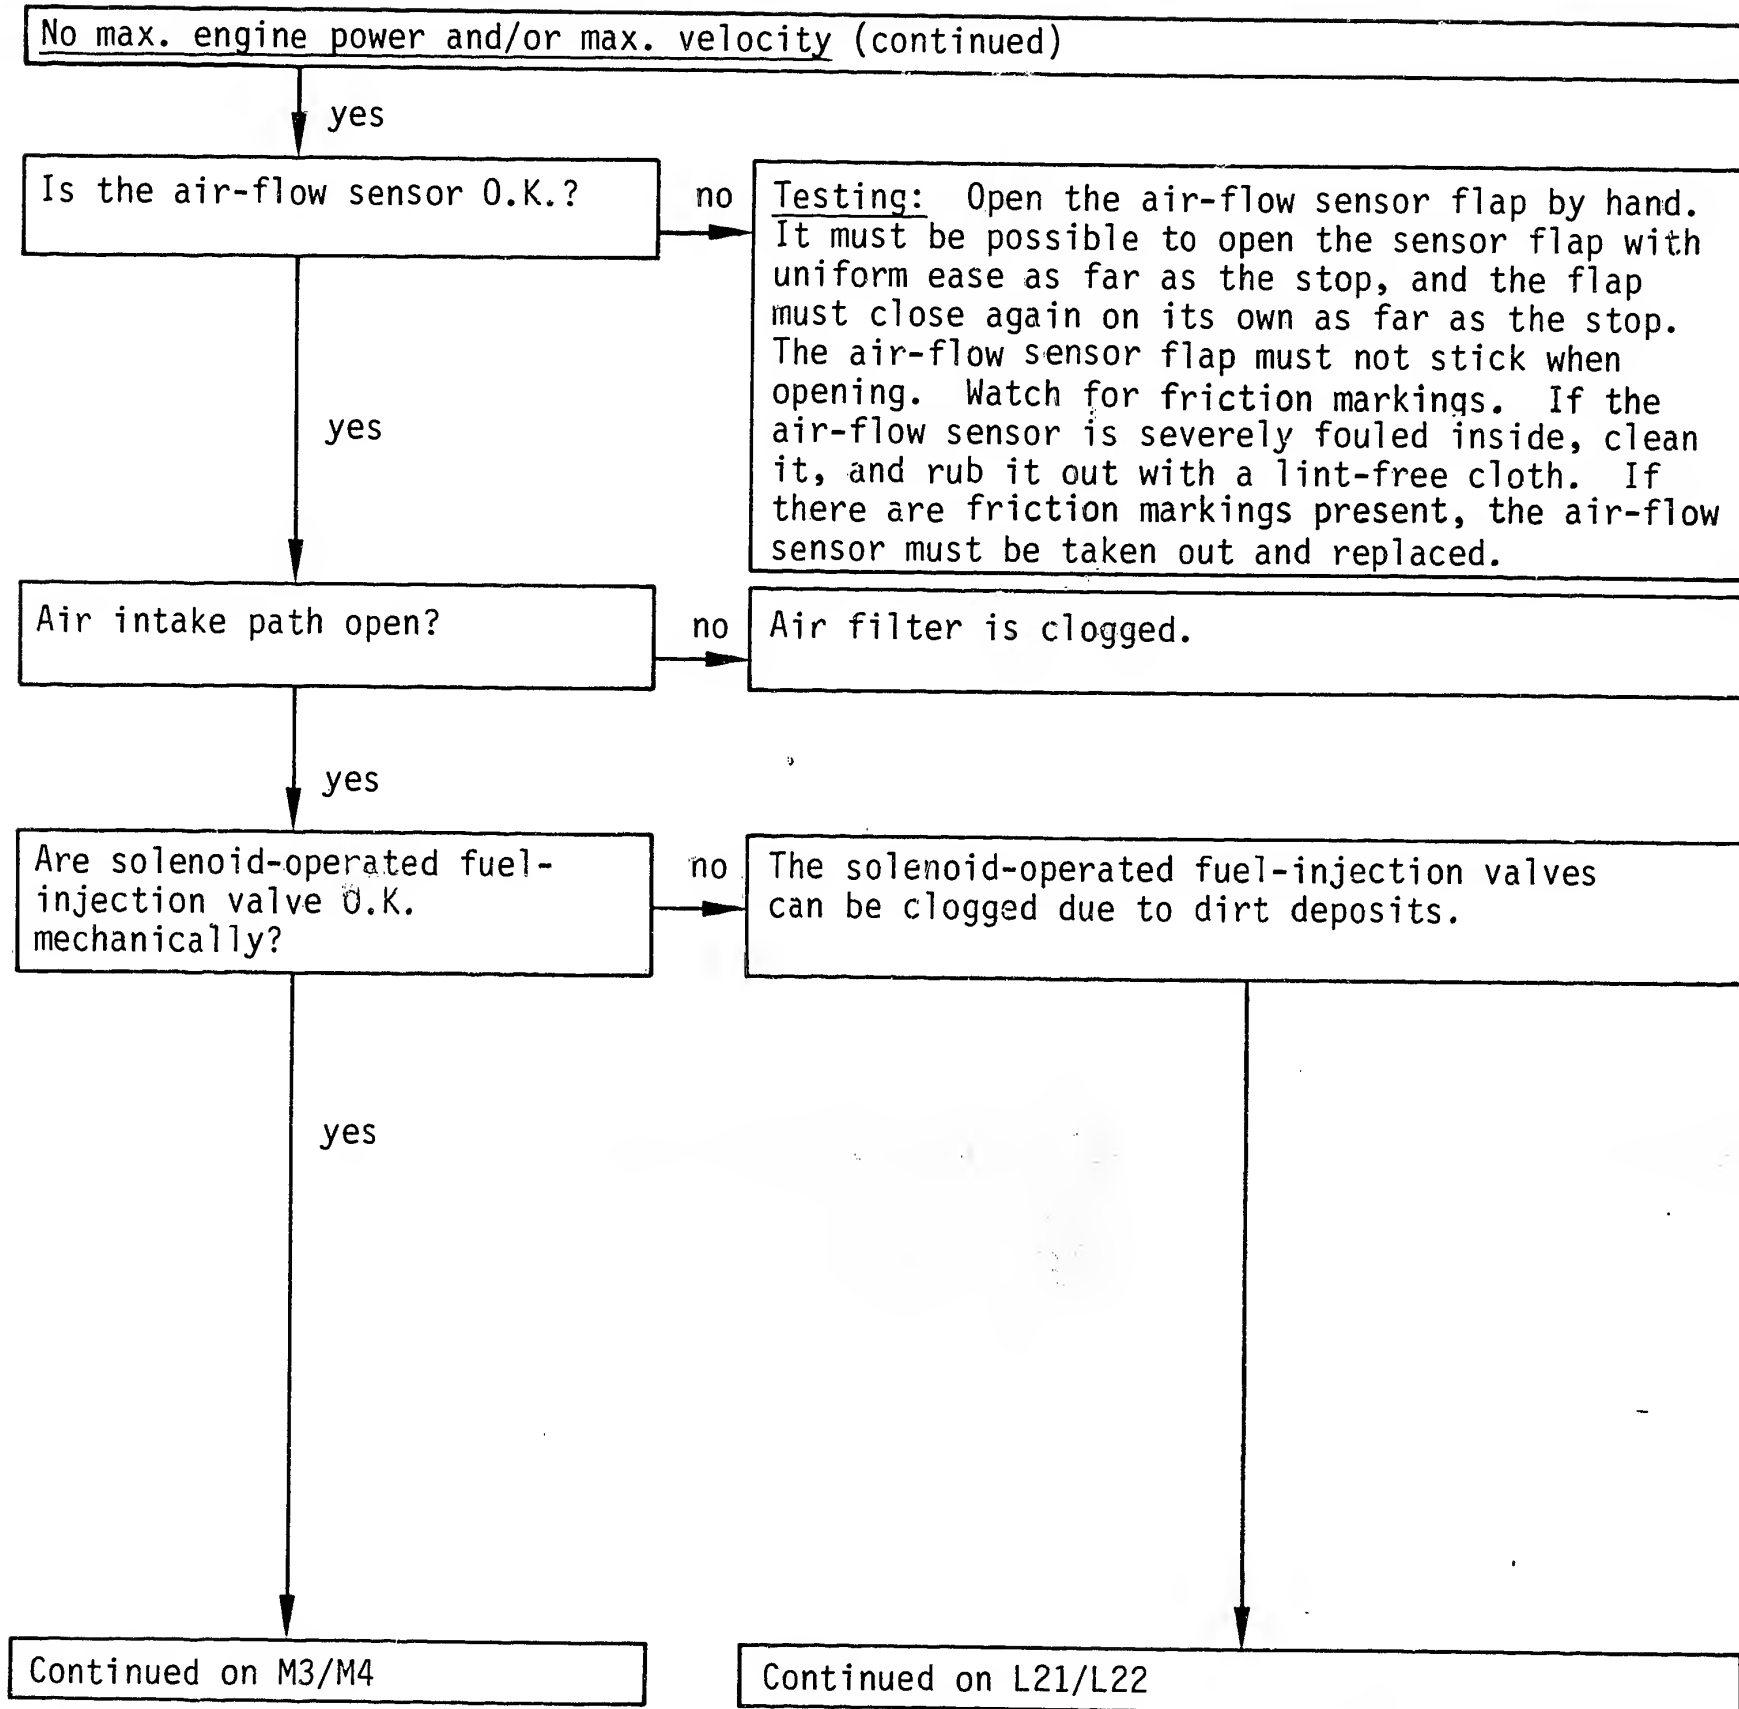 No max. engine power and/or max. velocity (continued)
yes
Is the air-flow sensor O.K.?
no
Testing: Open the air-flow sensor flap by hand.
It must be possible to open the sensor flap with
uniform ease as far as the stop, and the flap
must close again on its own as far as the stop.
The air-flow sensor flap must not stick when
opening. Watch for friction markings. If the
air-flow sensor is severely fouled inside, clean
it, and rub it out with a lint-free cloth. If
there are friction markings present, the air-flow
sensor must be taken out and replaced.
yes
Air intake path open?
no
Air filter is clogged.
yes
Are solenoid-operated fuel-
injection valve O.K.
mechanically?
no
The solenoid-operated fuel-injection valves
can be clogged due to dirt deposits.
yes
Continued on M3/M4
Continued on L21/L22